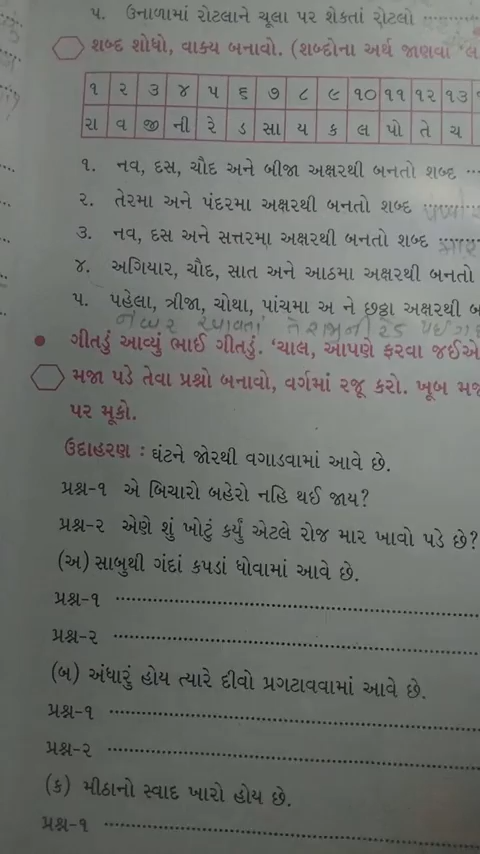 ૫. ઉનાળામાં રોટલાને ચૂલા પર શેકતાં રોટલો ............
શબ્દ શોધો, વાક્ય બનાવો. (શબ્દોના અર્થ જાણવા 'લ
૧ ૨ ૩ ૪ ૫ ૬ ૭ ૮ ૯ ૧૦ ૧૧ ૧૨ ૧૩
રા વ જી ની રે ડ સા ય ક લ પો તે ચ
૧. નવ, દસ, ચૌદ અને બીજા અક્ષરથી બનતો શબ્દ ...
૨. તેરમા અને પંદરમા અક્ષરથી બનતો શબ્દ
૩. નવ, દસ અને સત્તરમા અક્ષરથી બનતો શબ્દ
૪. અગિયાર, ચૌદ, સાત અને આઠમા અક્ષરથી બનતો
૫. પહેલા, ત્રીજા, ચોથા, પાંચમા અ ને છઠ્ઠા અક્ષરથી બ
• ગીતડું આવ્યું ભાઈ ગીતડું. 'ચાલ, આપણે ફરવા જઈએ
મજા પડે તેવા પ્રશ્નો બનાવો, વર્ગમાં રજૂ કરો. ખૂબ મજ
પર મૂકો.
ઉદાહરણ : ઘંટને જોરથી વગાડવામાં આવે છે.
પ્રશ્ન-૧ એ બિચારો બહેરો નહિ થઈ જાય?
પ્રશ્ન-૨ એણે શું ખોટું કર્યું એટલે રોજ માર ખાવો પડે છે?
(અ) સાબુથી ગંદાં કપડાં ધોવામાં આવે છે.
પ્રશ્ન-૧ ............
પ્રશ્ન-૨ ............
(બ) અંધારું હોય ત્યારે દીવો પ્રગટાવવામાં આવે છે.
પ્રશ્ન-૧ ............
પ્રશ્ન-૨ ............
(ક) મીઠાનો સ્વાદ ખારો હોય છે.
પ્રશ્ન-૧ ............